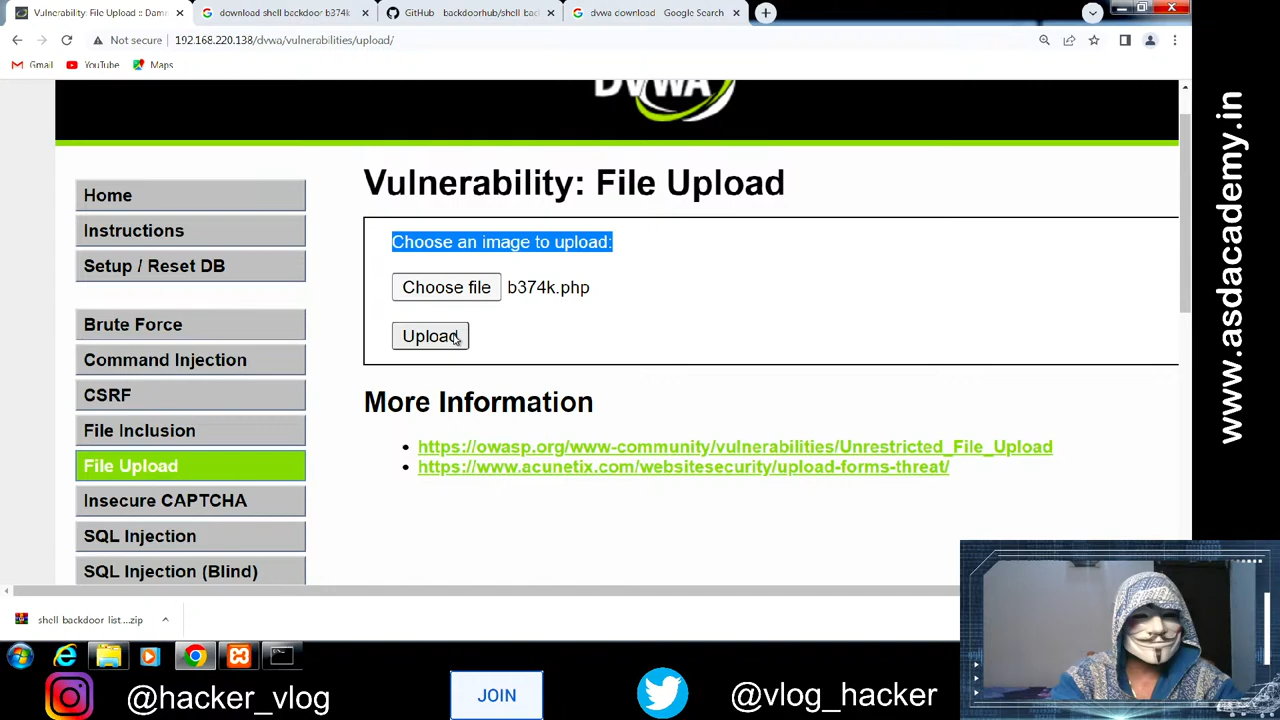 Vulnerability: File Upload :: Damn
download shell backdoor b374k
GitHub - backdoorhub/shell-back
dvwa download - Google Search
Not secure
192.168.220.138/dvwa/vulnerabilities/upload/
Gmail
YouTube
Maps
DVWA
Home
Instructions
Setup / Reset DB
Brute Force
Command Injection
CSRF
File Inclusion
File Upload
Insecure CAPTCHA
SQL Injection
SQL Injection (Blind)
Vulnerability: File Upload
Choose an image to upload:
Choose file b374k.php
Upload
More Information
https://owasp.org/www-community/vulnerabilities/Unrestricted_File_Upload
https://www.acunetix.com/websitesecurity/upload-forms-threat/
shell backdoor list....zip
@hacker_vlog
JOIN
@vlog_hacker
www.asdacademy.in